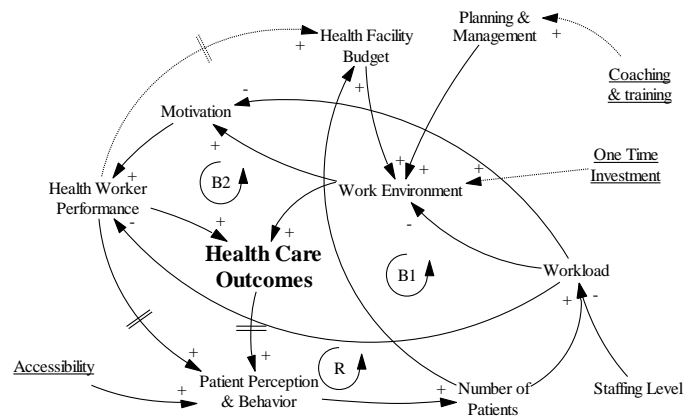 Health Facility
Budget
Planning &
Management
+
+
Coaching
& training
-
+
Motivation
+
+
B2
+
+
+
+
One Time
Investment
Health Worker
Performance
Work Environment
+
-
+
+
-
Health Care
Outcomes
B1
Workload
+
-
Accessibility
+
+
R
+
Patient Perception
& Behavior
+
Number of
Patients
Staffing Level